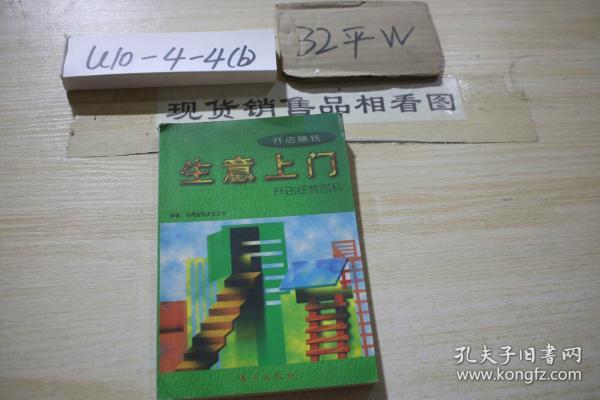 U10-4-4(b)
32平W
现货销售品相看图
开店赚钱
生意上门
开店经营百科
孔夫子旧书网
www.kongfz.com